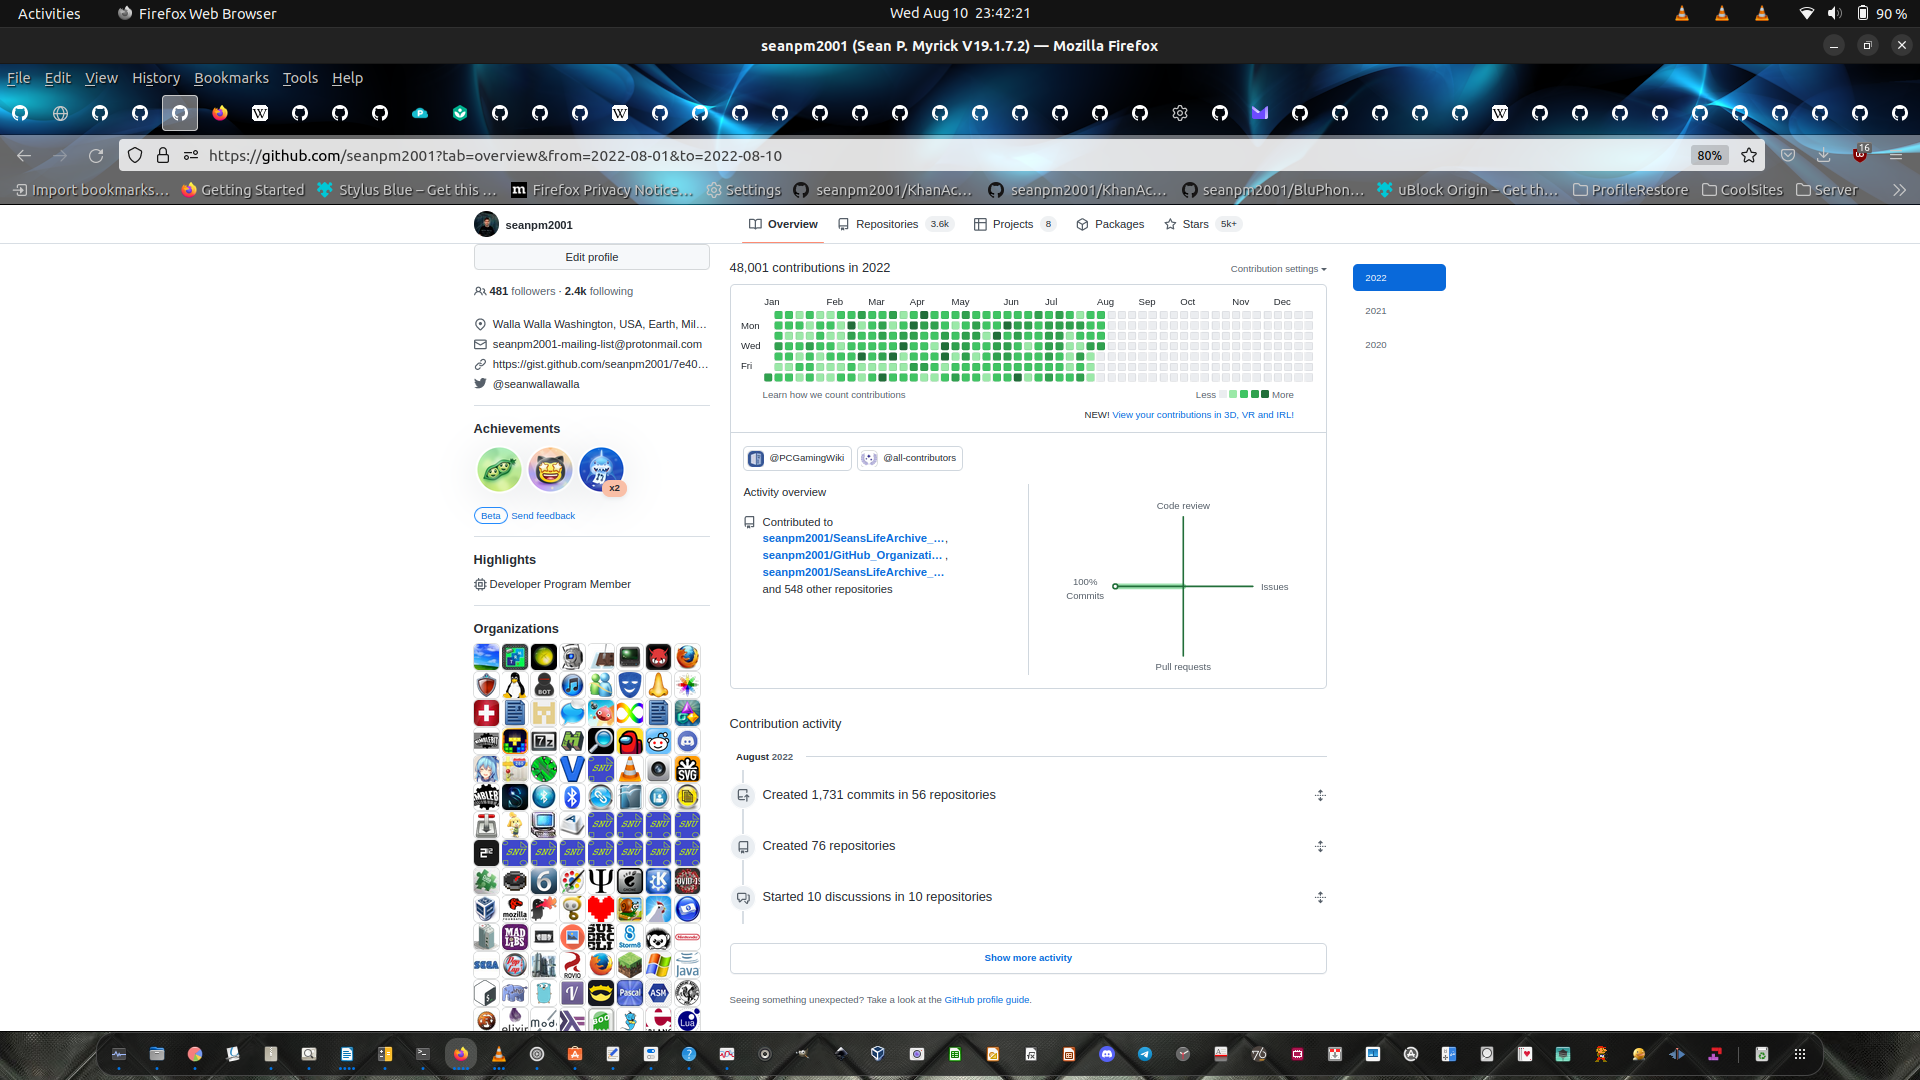 Activities
Firefox Web Browser
Wed Aug 10 23:42:21
90 %
seanpm2001 (Sean P. Myrick V19.1.7.2) — Mozilla Firefox
File Edit View History Bookmarks Tools Help
https://github.com/seanpm2001?tab=overview&from=2022-08-01&to=2022-08-10
80%
16
Import bookmarks… Getting Started Stylus Blue – Get this … Firefox Privacy Notice… Settings seanpm2001/KhanAc… seanpm2001/KhanAc… seanpm2001/BluPhon… uBlock Origin – Get th… ProfileRestore CoolSites Server
seanpm2001
Overview Repositories 3.6k Projects 8 Packages Stars 5k+
Edit profile
481 followers · 2.4k following
Walla Walla Washington, USA, Earth, Mil…
seanpm2001-mailing-list@protonmail.com
https://gist.github.com/seanpm2001/7e40…
@seanwallawalla
Achievements
x2
Beta Send feedback
Highlights
Developer Program Member
Organizations
48,001 contributions in 2022
Contribution settings
2022
2021
2020
Jan Feb Mar Apr May Jun Jul Aug Sep Oct Nov Dec
Mon
Wed
Fri
Learn how we count contributions
Less More
NEW! View your contributions in 3D, VR and IRL!
@PCGamingWiki @all-contributors
Activity overview
Contributed to
seanpm2001/SeansLifeArchive_…,
seanpm2001/GitHub_Organizati… ,
seanpm2001/SeansLifeArchive_…
and 548 other repositories
Code review
100%
Commits
Issues
Pull requests
Contribution activity
August 2022
Created 1,731 commits in 56 repositories
Created 76 repositories
Started 10 discussions in 10 repositories
Show more activity
Seeing something unexpected? Take a look at the GitHub profile guide.